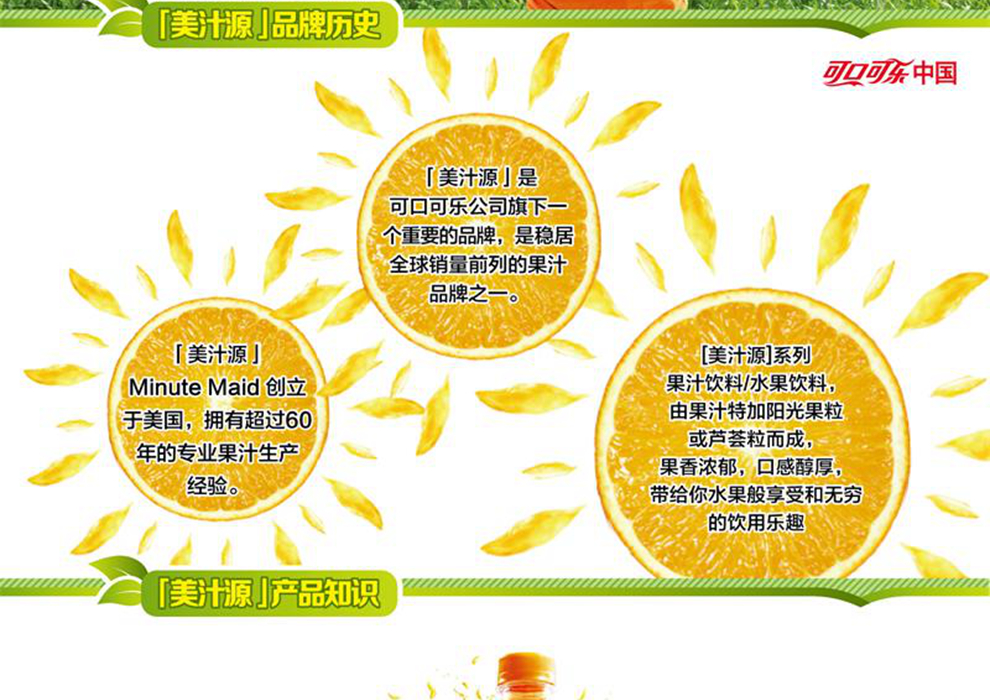 「美汁源」品牌历史
可口可乐中国
「美汁源」是
可口可乐公司旗下一
个重要的品牌，是稳居
全球销量前列的果汁
品牌之一。
「美汁源」
Minute Maid 创立
于美国，拥有超过60
年的专业果汁生产
经验。
[美汁源]系列
果汁饮料/水果饮料，
由果汁特加阳光果粒
或芦荟粒而成，
果香浓郁，口感醇厚，
带给你水果般享受和无穷
的饮用乐趣
「美汁源」产品知识